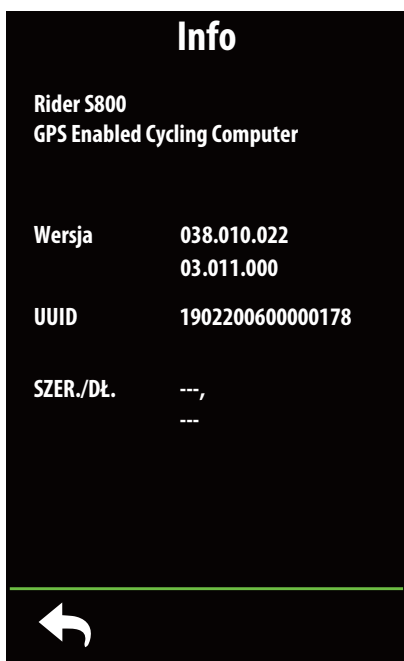 Info
Rider S800
GPS Enabled Cycling Computer
Wersja 038.010.022
03.011.000
UUID 1902200600000178
SZER./DŁ. ---,
---